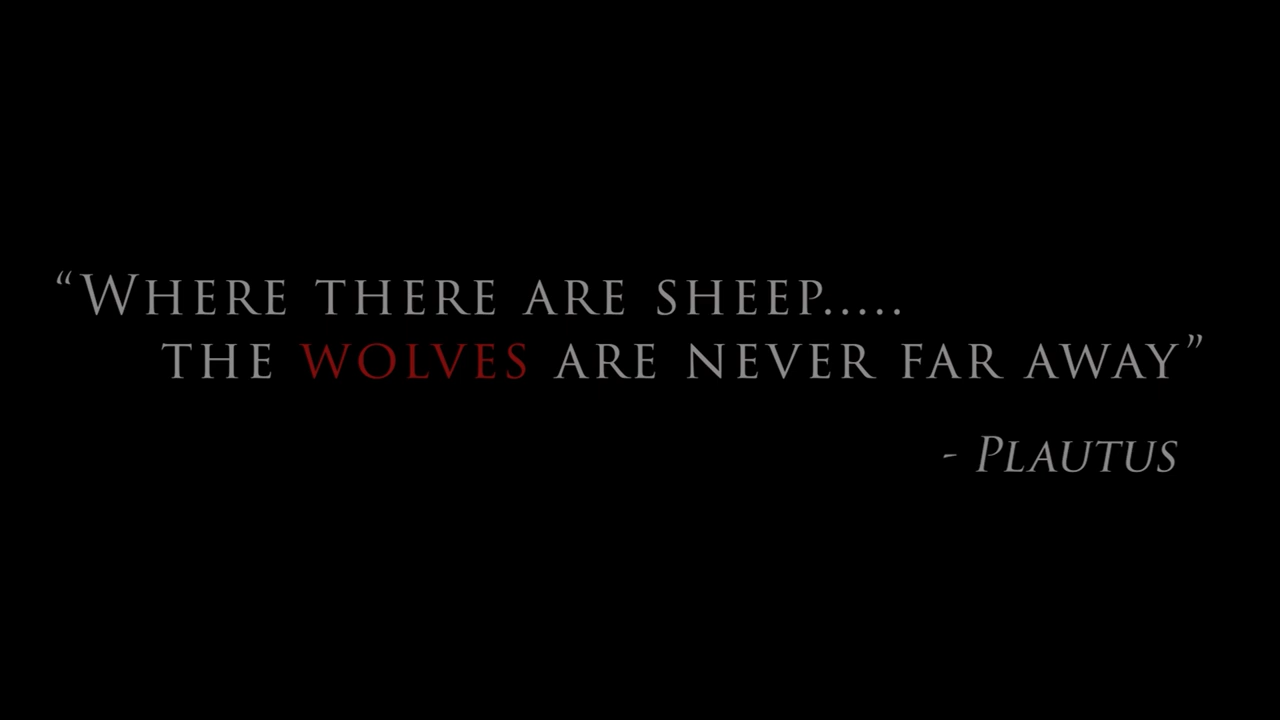 “Where there are sheep.....
the wolves are never far away”
- Plautus